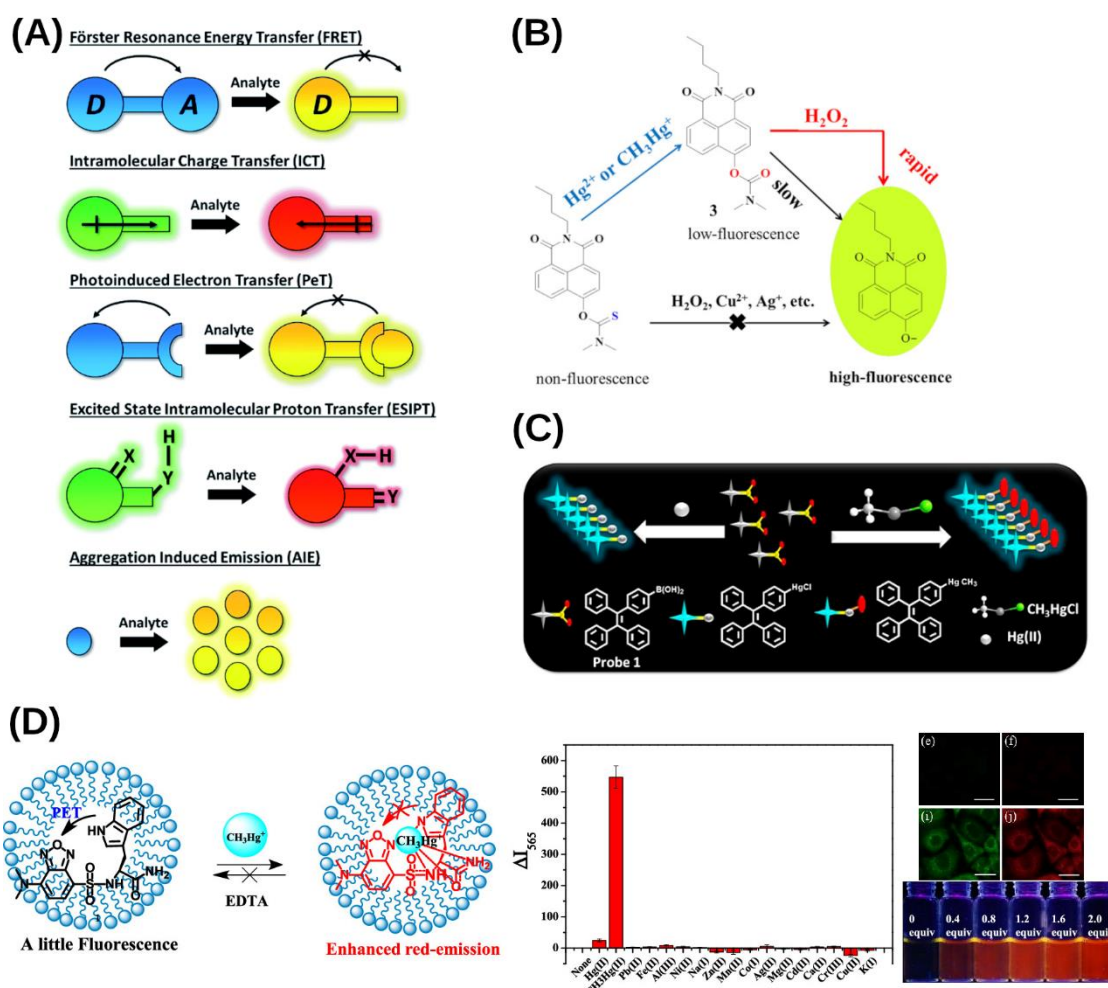 (A)
Förster Resonance Energy Transfer (FRET)
D
A
Analyte
D
Intramolecular Charge Transfer (ICT)
Analyte
Photoinduced Electron Transfer (PeT)
Analyte
Excited State Intramolecular Proton Transfer (ESIPT)
X
H
Y
Analyte
X–H
Y
Aggregation Induced Emission (AIE)
Analyte
(B)
Hg²⁺ or CH₃Hg⁺
O N O
O O
N
3
low-fluorescence
H₂O₂
rapid
slow
O N O
O S
N
non-fluorescence
H₂O₂, Cu²⁺, Ag⁺, etc.
O N O
O–
high-fluorescence
(C)
B(OH)₂
Probe 1
HgCl
Hg CH₃
CH₃HgCl
Hg(II)
(D)
PET
HN
N O N
N
O S O
NH
NH₂
O
A little Fluorescence
CH₃Hg⁺
EDTA
N O N
N
CH₃Hg
N
O S O
NH
NH₂
O
Enhanced red-emission
ΔI₅₆₅
600
500
400
300
200
100
0
None
Hg(II)
CH3Hg(II)
Pb(II)
Fe(II)
Al(III)
Ni(II)
Na(I)
Zn(II)
Mn(II)
Co(I)
Ag(II)
Mg(II)
Cd(II)
Ca(II)
Cr(III)
Cu(II)
K(I)
(e)
(f)
(i)
(j)
0 equiv
0.4 equiv
0.8 equiv
1.2 equiv
1.6 equiv
2.0 equiv